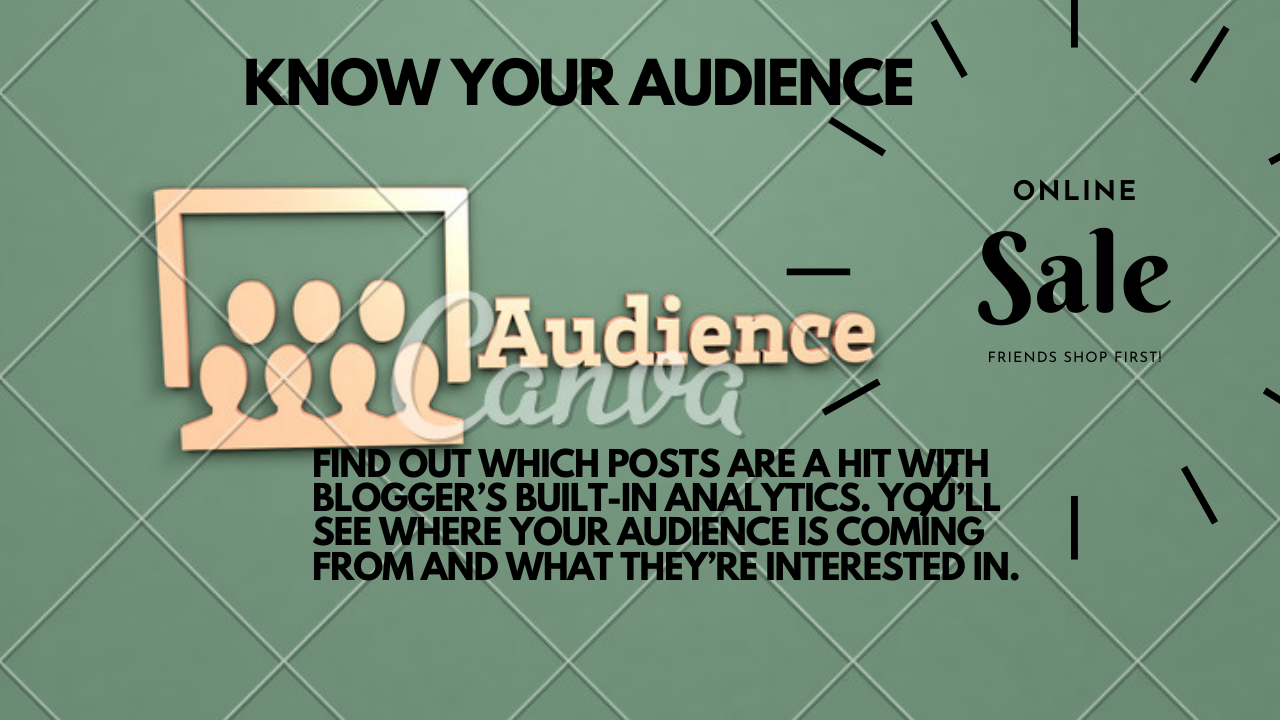 KNOW YOUR AUDIENCE
ONLINE
Sale
FRIENDS SHOP FIRST!
Audience
Canva
FIND OUT WHICH POSTS ARE A HIT WITH
BLOGGER’S BUILT-IN ANALYTICS. YOU’LL
SEE WHERE YOUR AUDIENCE IS COMING
FROM AND WHAT THEY’RE INTERESTED IN.